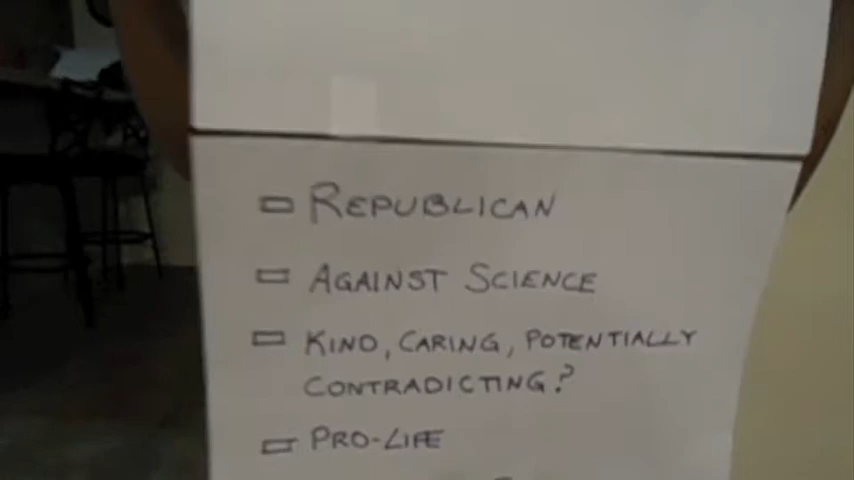 REPUBLICAN
AGAINST SCIENCE
KIND, CARING, POTENTIALLY
CONTRADICTING?
PRO-LIFE